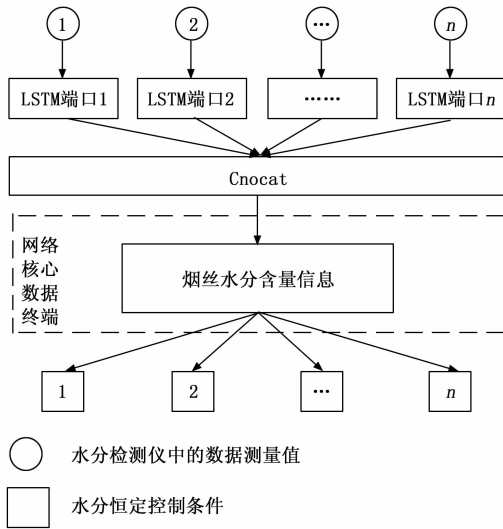 1 2 … n
LSTM端口1 LSTM端口2 …… LSTM端口n
Cnocat
网络
核心
数据
终端
烟丝水分含量信息
1 2 … n
水分检测仪中的数据测量值
水分恒定控制条件